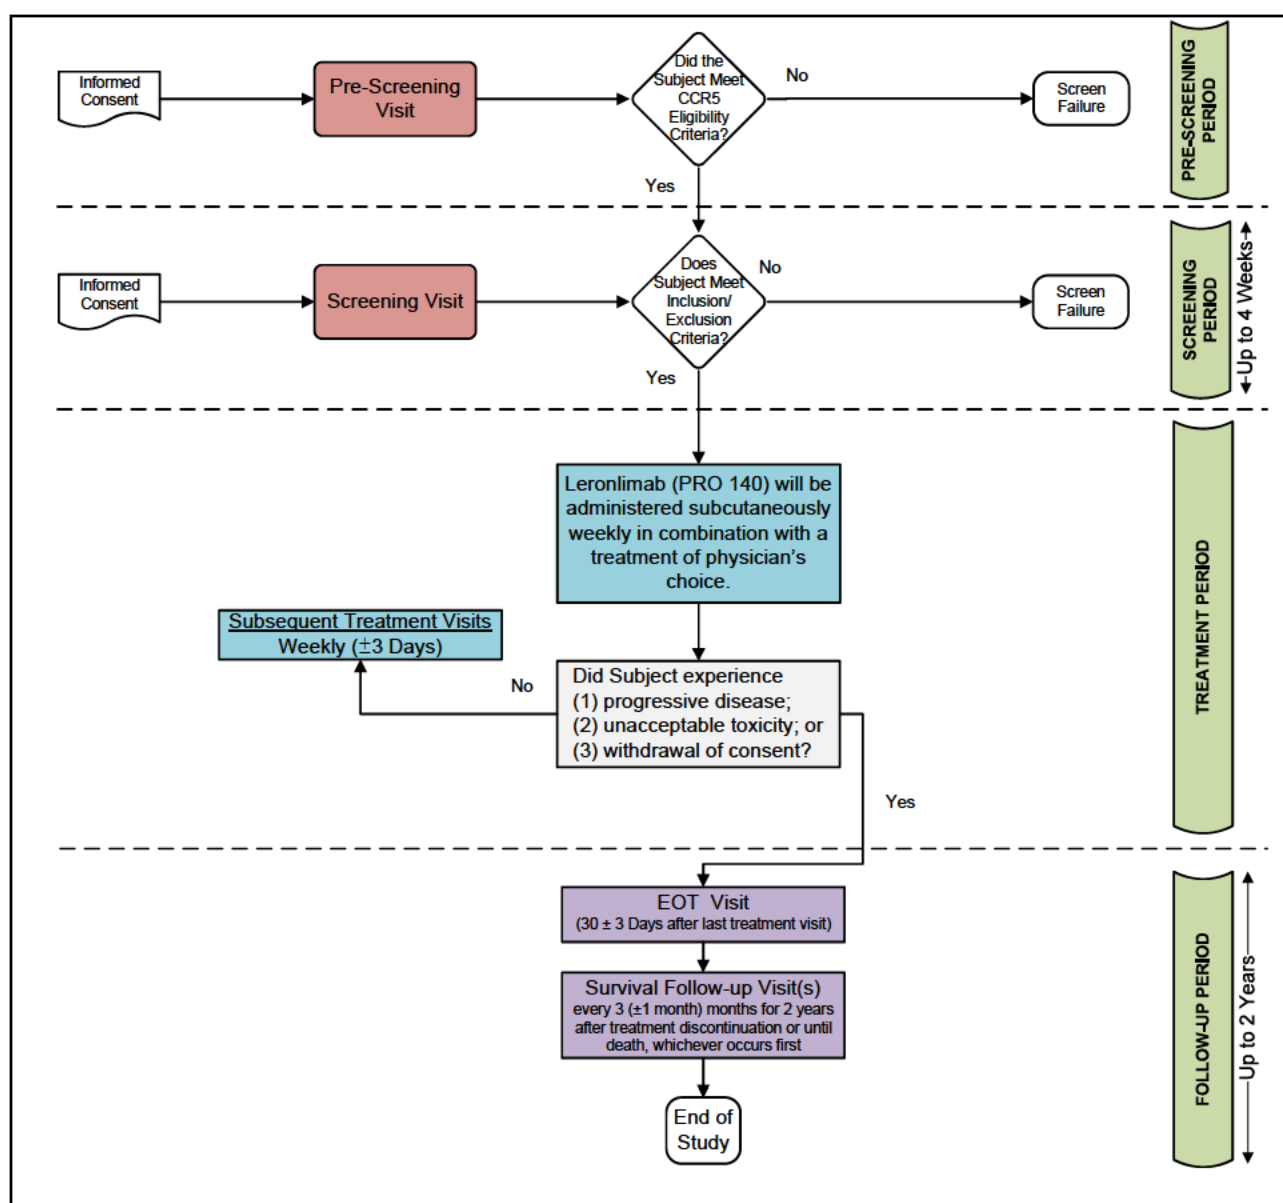 Informed
Consent
Pre-Screening
Visit
Did the
Subject Meet
CCR5
Eligibility
Criteria?
No
Screen
Failure
PRE-SCREENING
PERIOD
Yes
Informed
Consent
Screening Visit
Does
Subject Meet
Inclusion/
Exclusion
Criteria?
No
Screen
Failure
SCREENING
PERIOD
Up to 4 Weeks
Yes
Leronlimab (PRO 140) will be
administered subcutaneously
weekly in combination with a
treatment of physician's
choice.
TREATMENT PERIOD
Subsequent Treatment Visits
Weekly (±3 Days)
No
Did Subject experience
(1) progressive disease;
(2) unacceptable toxicity; or
(3) withdrawal of consent?
Yes
EOT Visit
(30 ± 3 Days after last treatment visit)
Survival Follow-up Visit(s)
every 3 (±1 month) months for 2 years
after treatment discontinuation or until
death, whichever occurs first
End of
Study
FOLLOW-UP PERIOD
Up to 2 Years